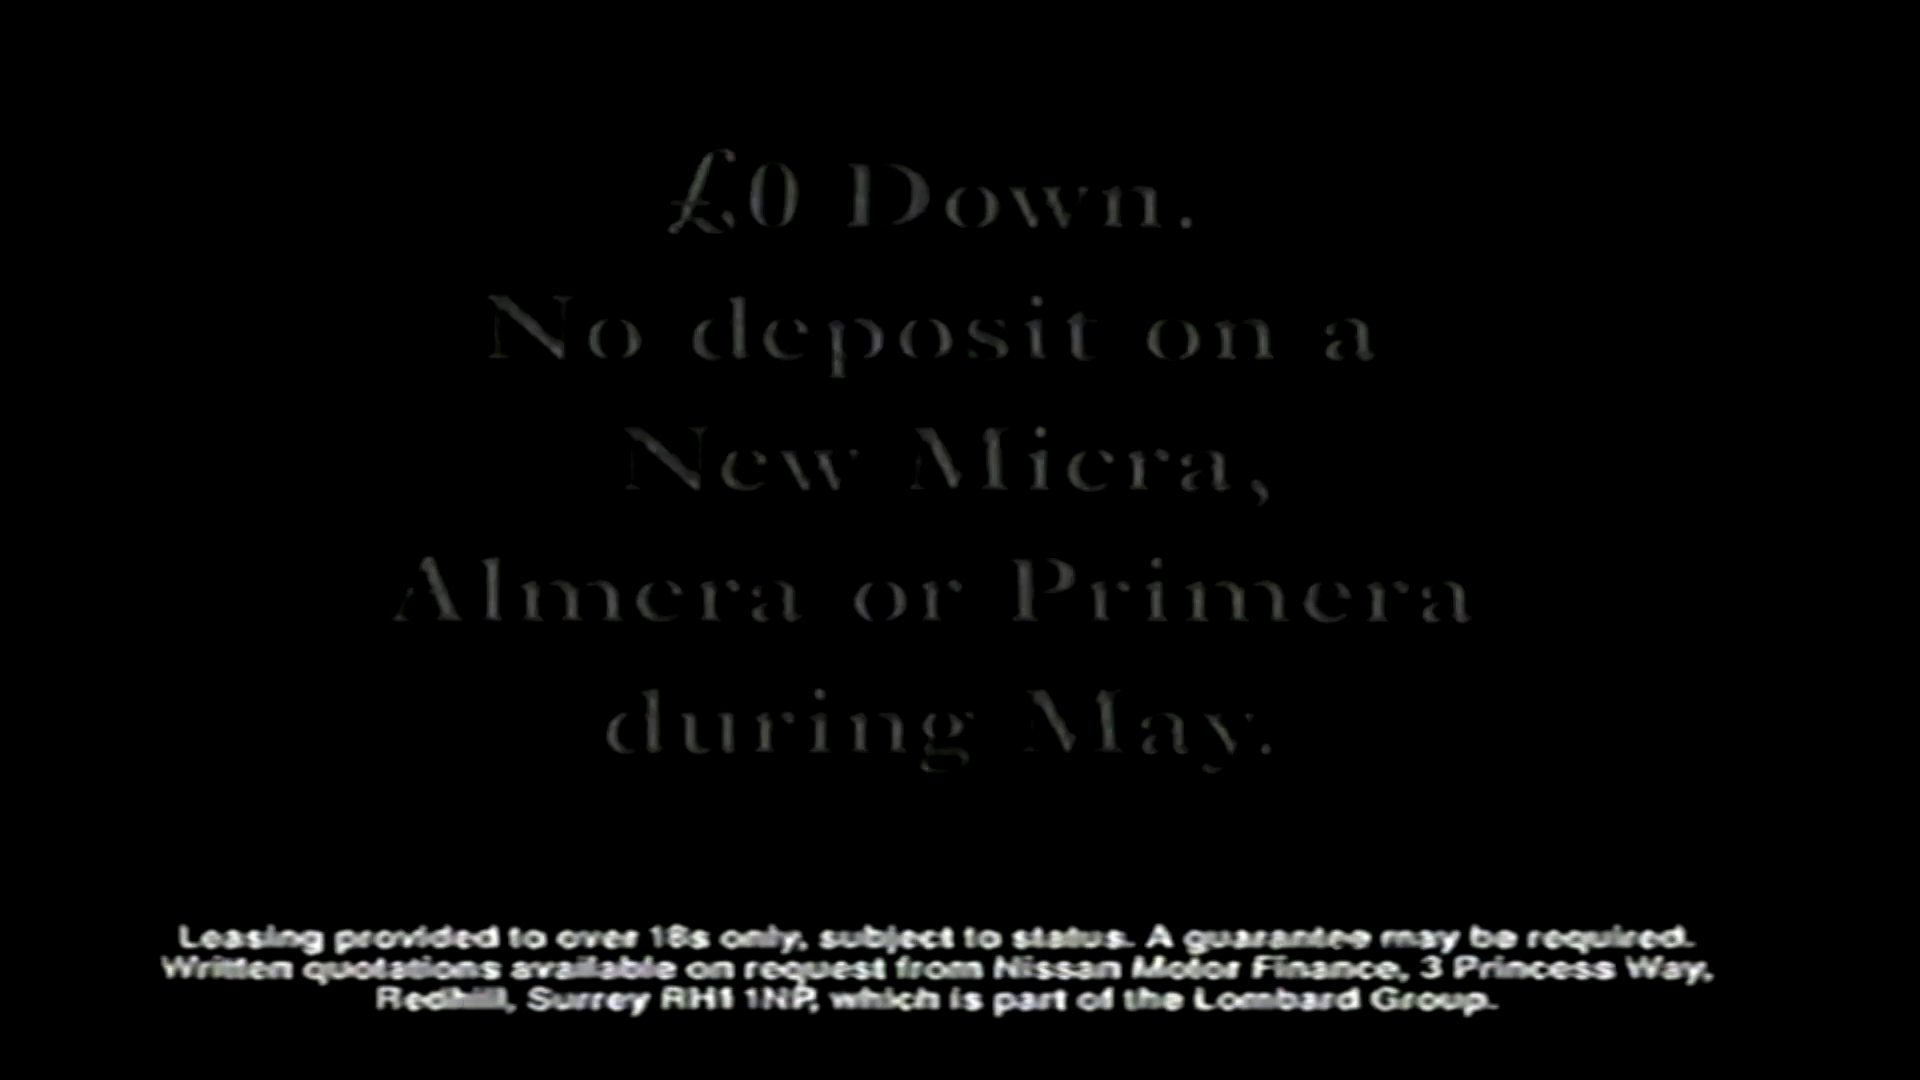 £0 Down.
No deposit on a
New Micra,
Almera or Primera
during May.
Leasing provided to over 18s only, subject to status. A guarantee may be required.
Written quotations available on request from Nissan Motor Finance, 3 Princess Way,
Redhill, Surrey RH1 1NP, which is part of the Lombard Group.